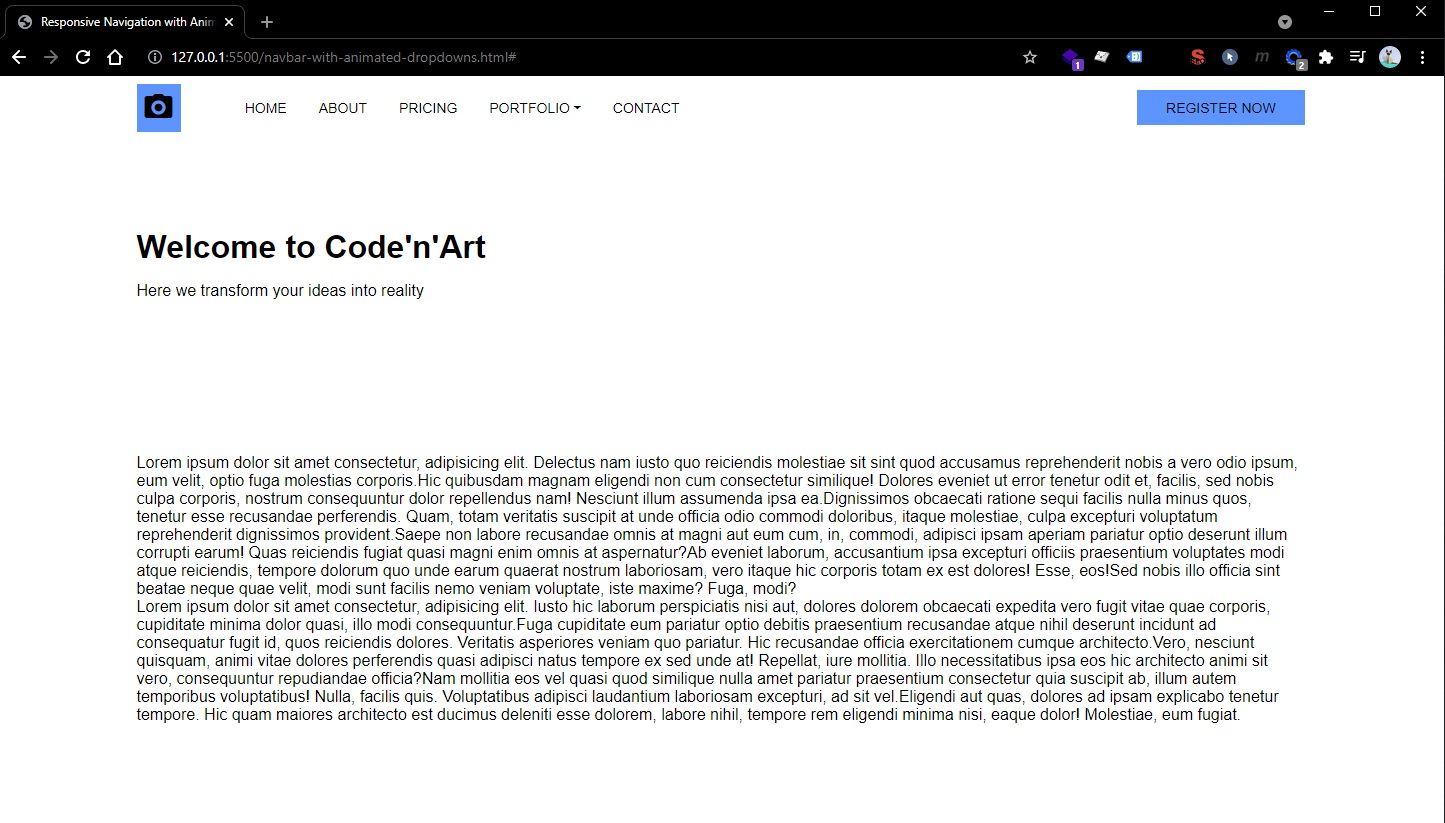 Responsive Navigation with Anim
127.0.0.1:5500/navbar-with-animated-dropdowns.html#
1
m
2
HOME ABOUT PRICING PORTFOLIO CONTACT REGISTER NOW
Welcome to Code'n'Art
Here we transform your ideas into reality
Lorem ipsum dolor sit amet consectetur, adipisicing elit. Delectus nam iusto quo reiciendis molestiae sit sint quod accusamus reprehenderit nobis a vero odio ipsum,
eum velit, optio fuga molestias corporis.Hic quibusdam magnam eligendi non cum consectetur similique! Dolores eveniet ut error tenetur odit et, facilis, sed nobis
culpa corporis, nostrum consequuntur dolor repellendus nam! Nesciunt illum assumenda ipsa ea.Dignissimos obcaecati ratione sequi facilis nulla minus quos,
tenetur esse recusandae perferendis. Quam, totam veritatis suscipit at unde officia odio commodi doloribus, itaque molestiae, culpa excepturi voluptatum
reprehenderit dignissimos provident.Saepe non labore recusandae omnis at magni aut eum cum, in, commodi, adipisci ipsam aperiam pariatur optio deserunt illum
corrupti earum! Quas reiciendis fugiat quasi magni enim omnis at aspernatur?Ab eveniet laborum, accusantium ipsa excepturi officiis praesentium voluptates modi
atque reiciendis, tempore dolorum quo unde earum quaerat nostrum laboriosam, vero itaque hic corporis totam ex est dolores! Esse, eos!Sed nobis illo officia sint
beatae neque quae velit, modi sunt facilis nemo veniam voluptate, iste maxime? Fuga, modi?
Lorem ipsum dolor sit amet consectetur, adipisicing elit. Iusto hic laborum perspiciatis nisi aut, dolores dolorem obcaecati expedita vero fugit vitae quae corporis,
cupiditate minima dolor quasi, illo modi consequuntur.Fuga cupiditate eum pariatur optio debitis praesentium recusandae atque nihil deserunt incidunt ad
consequatur fugit id, quos reiciendis dolores. Veritatis asperiores veniam quo pariatur. Hic recusandae officia exercitationem cumque architecto.Vero, nesciunt
quisquam, animi vitae dolores perferendis quasi adipisci natus tempore ex sed unde at! Repellat, iure mollitia. Illo necessitatibus ipsa eos hic architecto animi sit
vero, consequuntur repudiandae officia?Nam mollitia eos vel quasi quod similique nulla amet pariatur praesentium consectetur quia suscipit ab, illum autem
temporibus voluptatibus! Nulla, facilis quis. Voluptatibus adipisci laudantium laboriosam excepturi, ad sit vel.Eligendi aut quas, dolores ad ipsam explicabo tenetur
tempore. Hic quam maiores architecto est ducimus deleniti esse dolorem, labore nihil, tempore rem eligendi minima nisi, eaque dolor! Molestiae, eum fugiat.